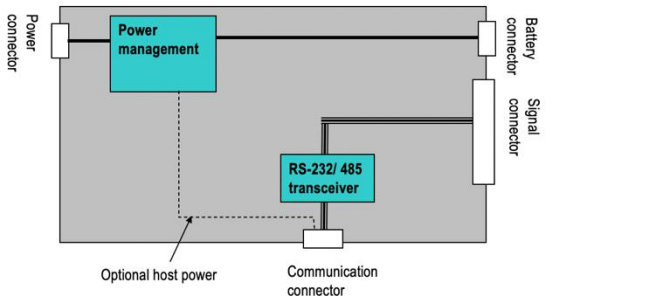 Power
connector
Power
management
Battery
connector
Signal
connector
RS-232/ 485
transceiver
Optional host power
Communication
connector